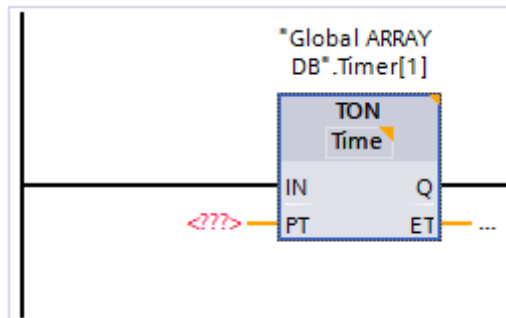 "Global ARRAY
DB".Timer[1]
TON
Time
IN Q
<???> PT ET ...